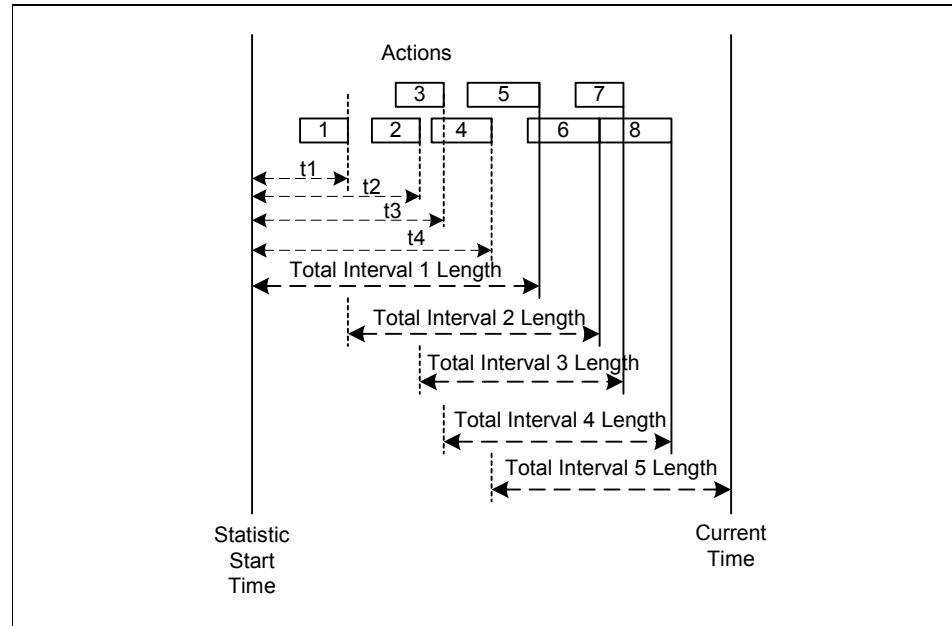 Actions
3 5 7
1 2 4 6 8
t1
t2
t3
t4
Total Interval 1 Length
Total Interval 2 Length
Total Interval 3 Length
Total Interval 4 Length
Total Interval 5 Length
Statistic
Start
Time
Current
Time